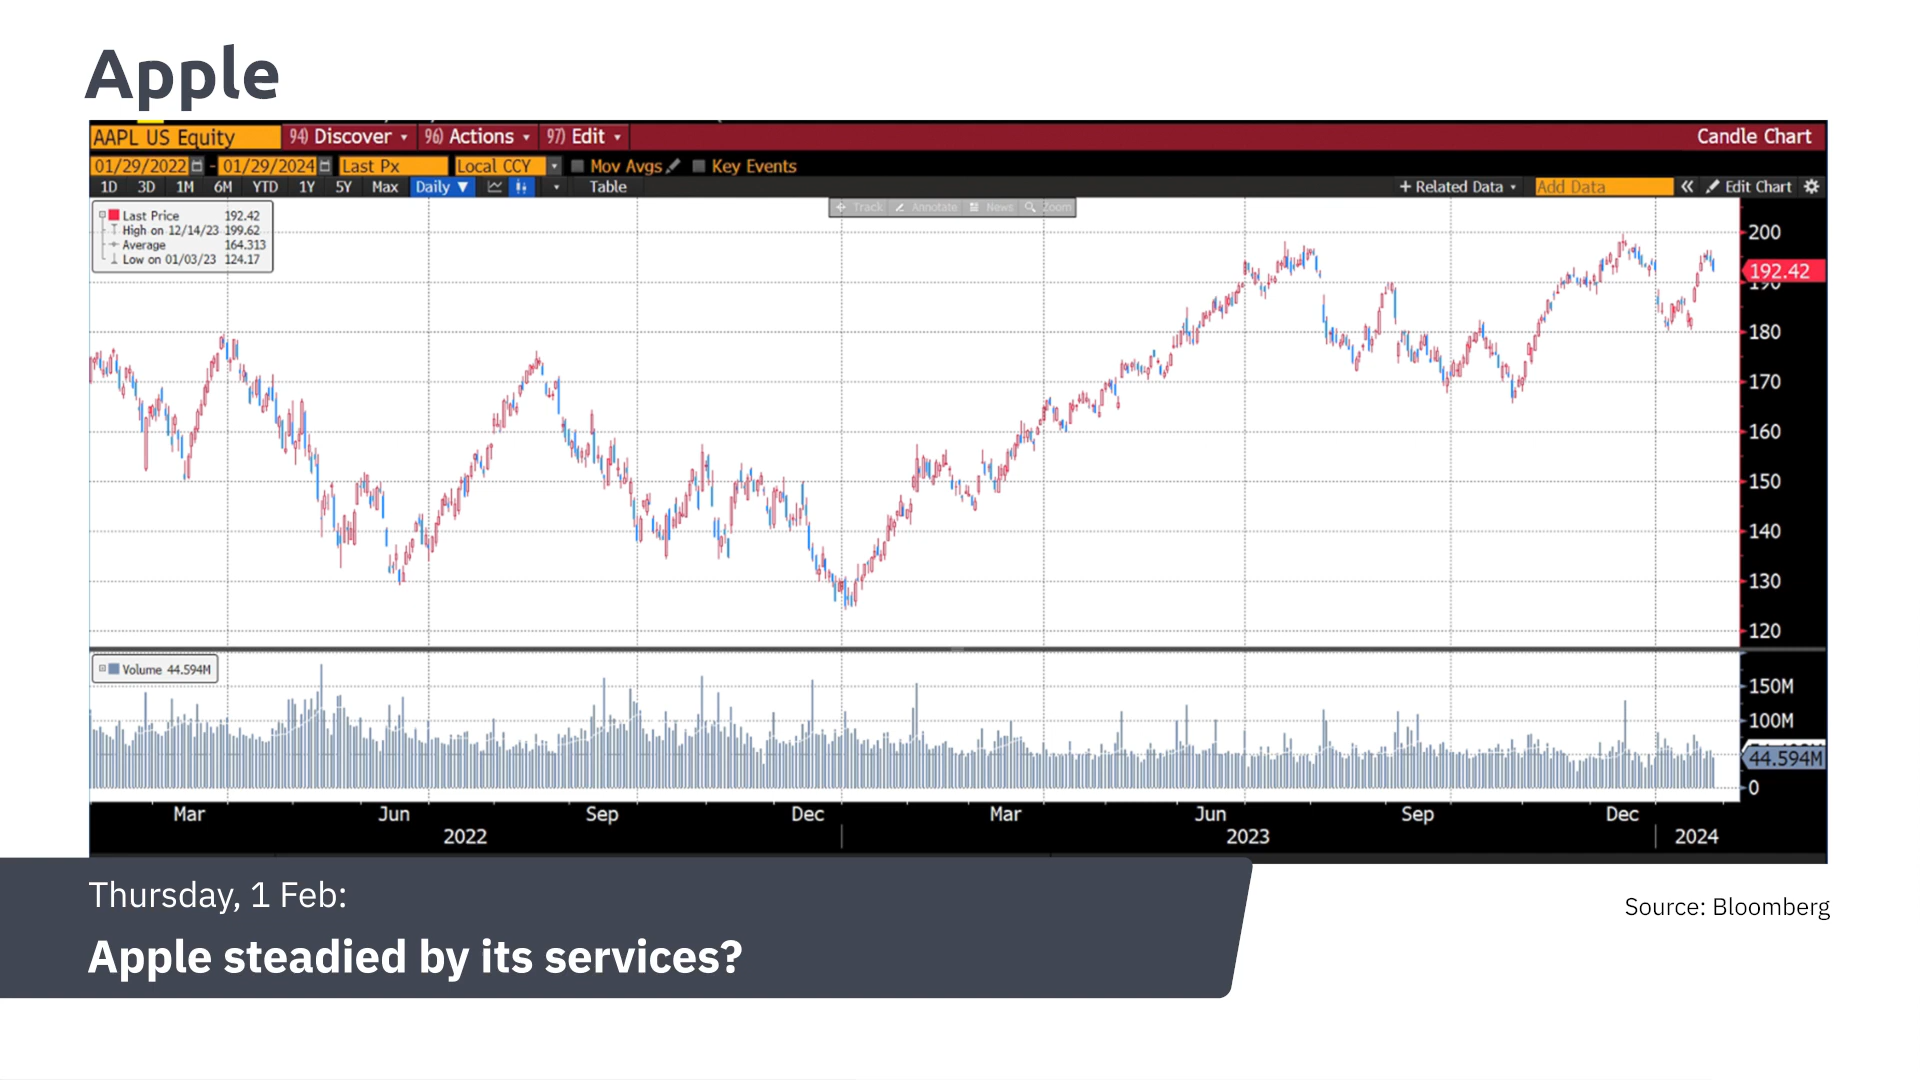 Apple
AAPL US Equity 94) Discover 96) Actions 97) Edit Candle Chart
01/29/2022 - 01/29/2024 Last Px Local CCY Mov Avgs Key Events
1D 3D 1M 6M YTD 1Y 5Y Max Daily ▼ Table + Related Data Add Data « Edit Chart
Track Annotate News Zoom
Last Price 192.42
High on 12/14/23 199.62
Average 164.313
Low on 01/03/23 124.17
200
192.42
190
180
170
160
150
140
130
120
Volume 44.594M
150M
100M
44.594M
0
Mar Jun Sep Dec Mar Jun Sep Dec
2022 2023 2024
Thursday, 1 Feb:
Apple steadied by its services?
Source: Bloomberg